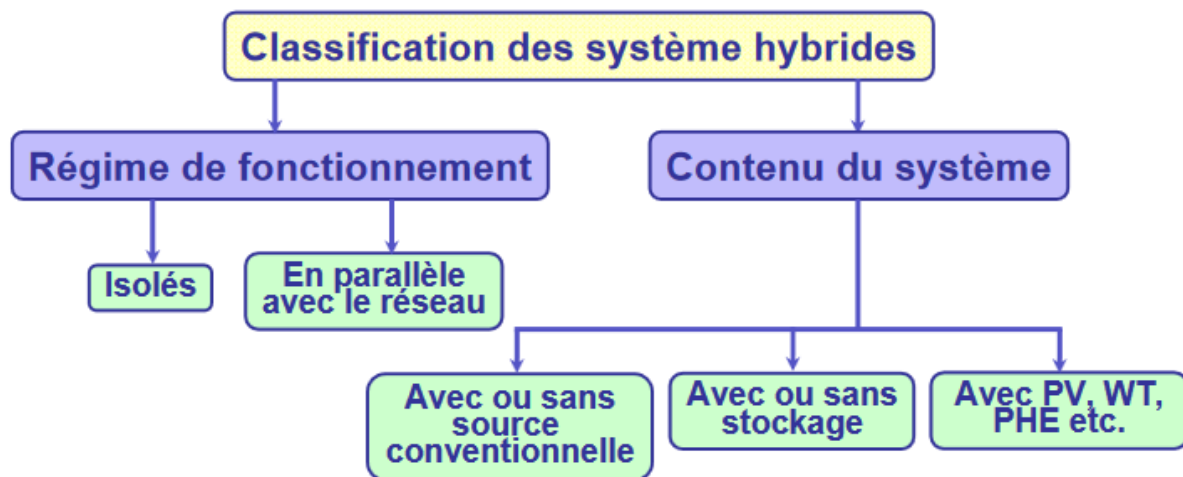 Classification des système hybrides
Régime de fonctionnement
Contenu du système
Isolés
En parallèle
avec le réseau
Avec ou sans
source
conventionnelle
Avec ou sans
stockage
Avec PV, WT,
PHE etc.